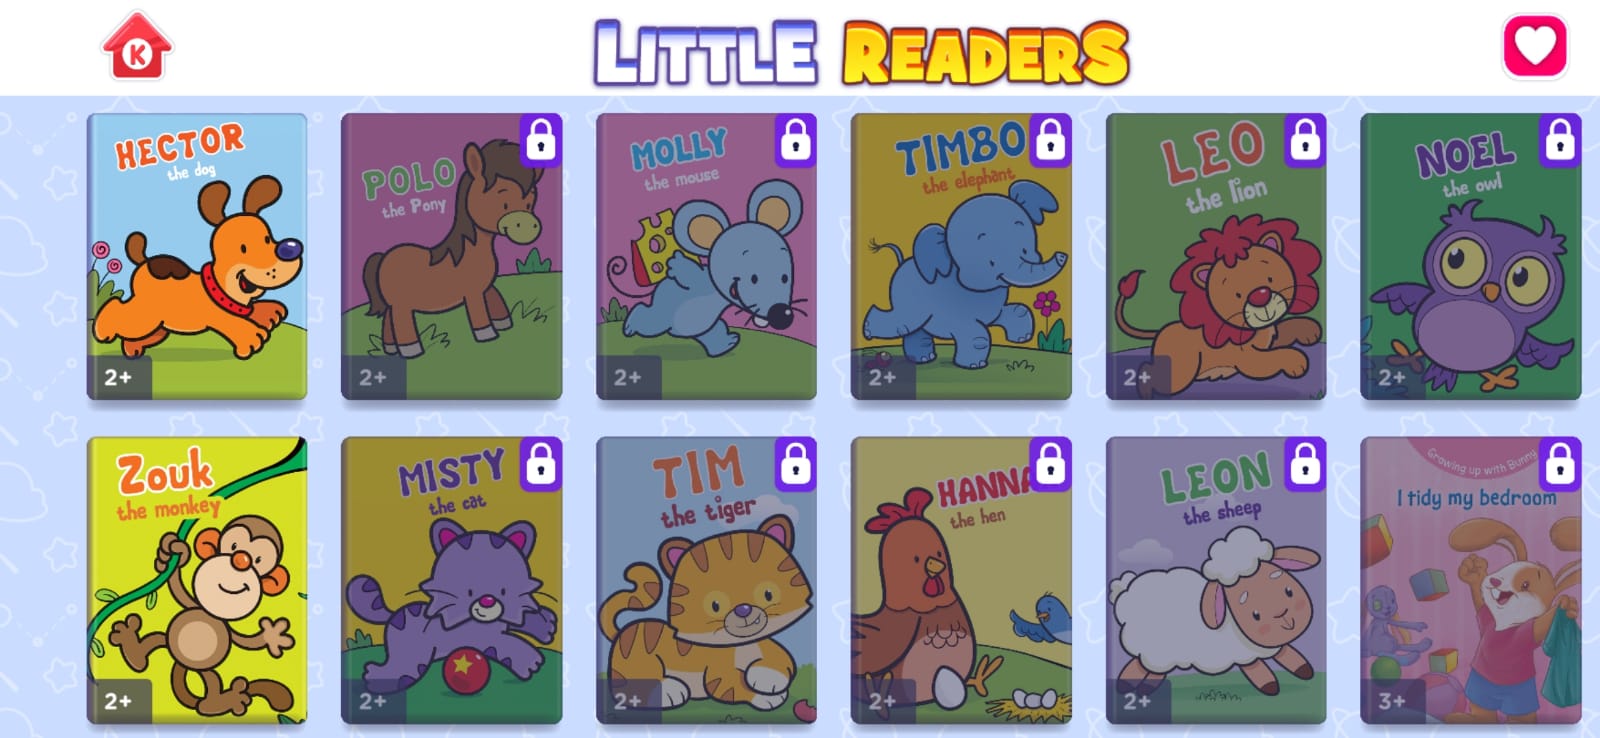 K
LITTLE READERS
HECTOR
the dog
2+
POLO
the Pony
2+
MOLLY
the mouse
2+
TIMBO
the elephant
2+
LEO
the lion
2+
NOEL
the owl
2+
Zouk
the monkey
2+
MISTY
the cat
2+
TIM
the tiger
2+
HANNA
the hen
2+
LEON
the sheep
2+
Growing up with Bunny
I tidy my bedroom
3+